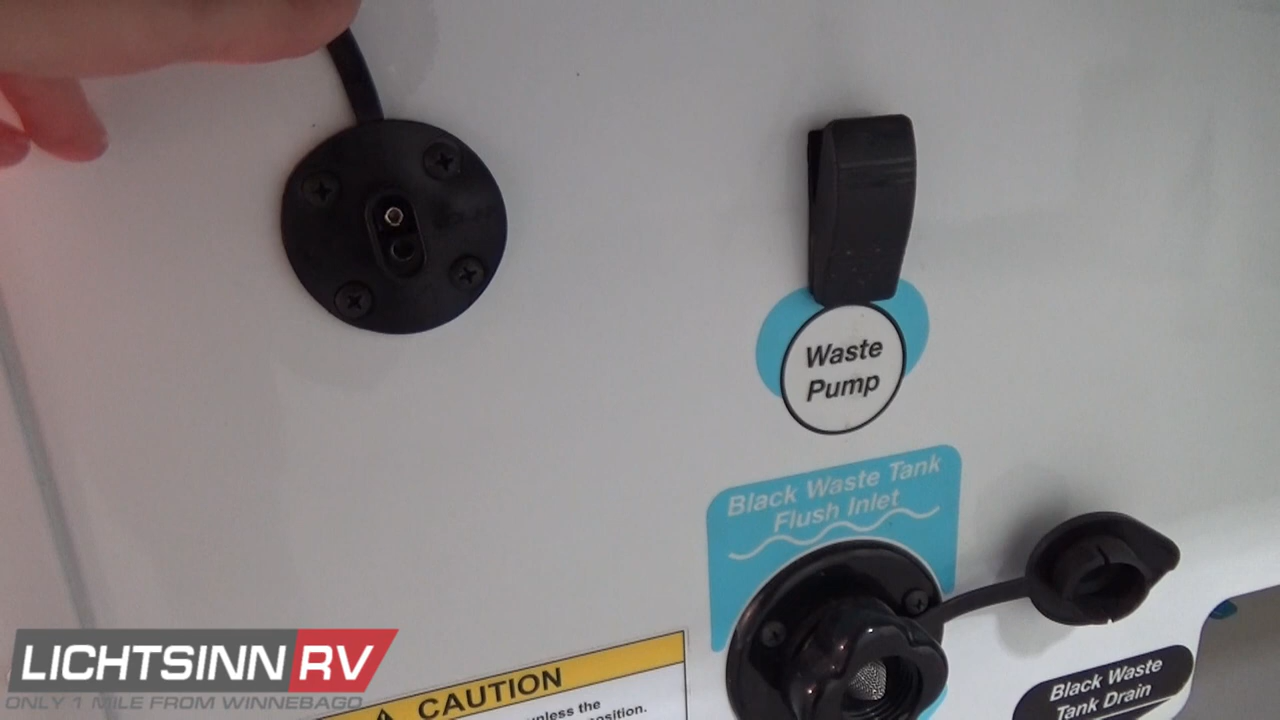 Waste
Pump
Black Waste Tank
Flush Inlet
CAUTION
unless the
position.
Black Waste
Tank Drain
LICHTSINN RV
ONLY 1 MILE FROM WINNEBAGO